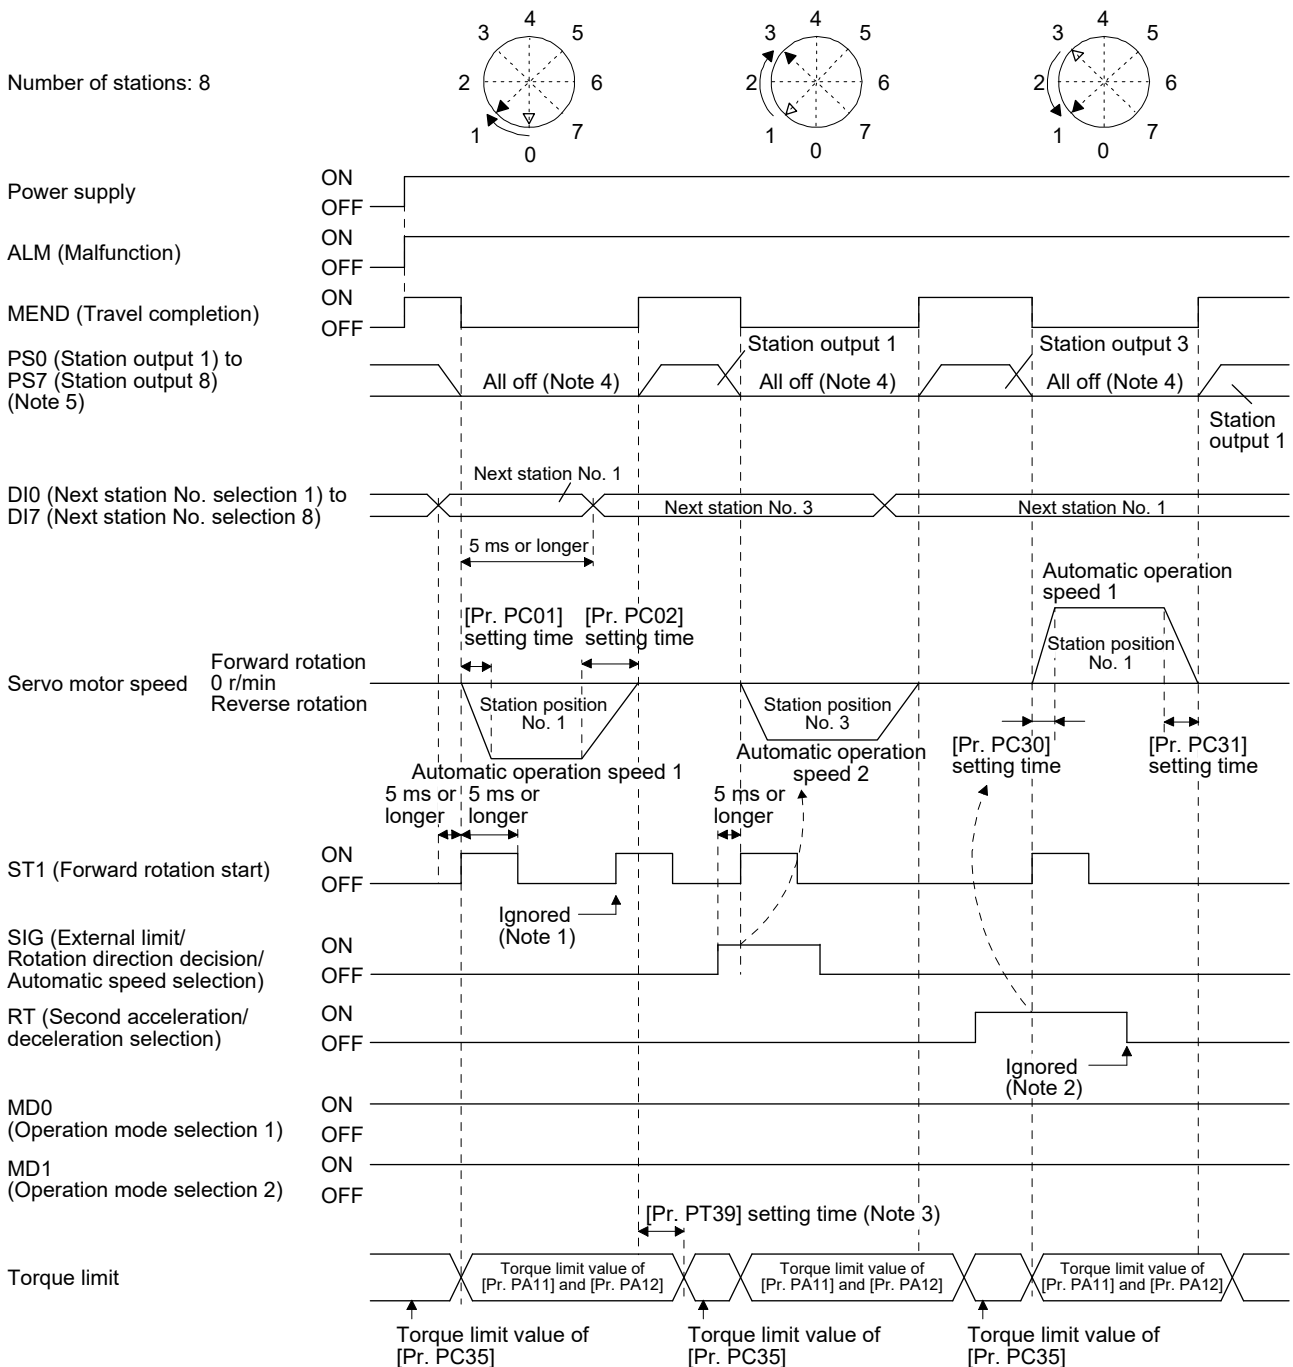 3 4 5 3 4 5 3 4 5
Number of stations: 8
2 6 2 6 2 6
1 7 1 7 1 7
0 0 0
Power supply
ON
OFF
ALM (Malfunction)
ON
OFF
MEND (Travel completion)
ON
OFF
PS0 (Station output 1) to
PS7 (Station output 8)
(Note 5)
All off (Note 4)
Station output 1
All off (Note 4)
Station output 3
All off (Note 4)
Station
output 1
DI0 (Next station No. selection 1) to
DI7 (Next station No. selection 8)
Next station No. 1
Next station No. 3
Next station No. 1
5 ms or longer
Servo motor speed
Forward rotation
0 r/min
Reverse rotation
[Pr. PC01]
setting time
[Pr. PC02]
setting time
Station position
No. 1
Automatic operation speed 1
Station position
No. 3
Automatic operation
speed 2
Automatic operation
speed 1
Station position
No. 1
[Pr. PC30]
setting time
[Pr. PC31]
setting time
5 ms or
longer
5 ms or
longer
5 ms or
longer
ST1 (Forward rotation start)
ON
OFF
Ignored
(Note 1)
SIG (External limit/
Rotation direction decision/
Automatic speed selection)
ON
OFF
RT (Second acceleration/
deceleration selection)
ON
OFF
Ignored
(Note 2)
MD0
(Operation mode selection 1)
ON
OFF
MD1
(Operation mode selection 2)
ON
OFF
[Pr. PT39] setting time (Note 3)
Torque limit
Torque limit value of
[Pr. PA11] and [Pr. PA12]
Torque limit value of
[Pr. PA11] and [Pr. PA12]
Torque limit value of
[Pr. PA11] and [Pr. PA12]
Torque limit value of
[Pr. PC35]
Torque limit value of
[Pr. PC35]
Torque limit value of
[Pr. PC35]